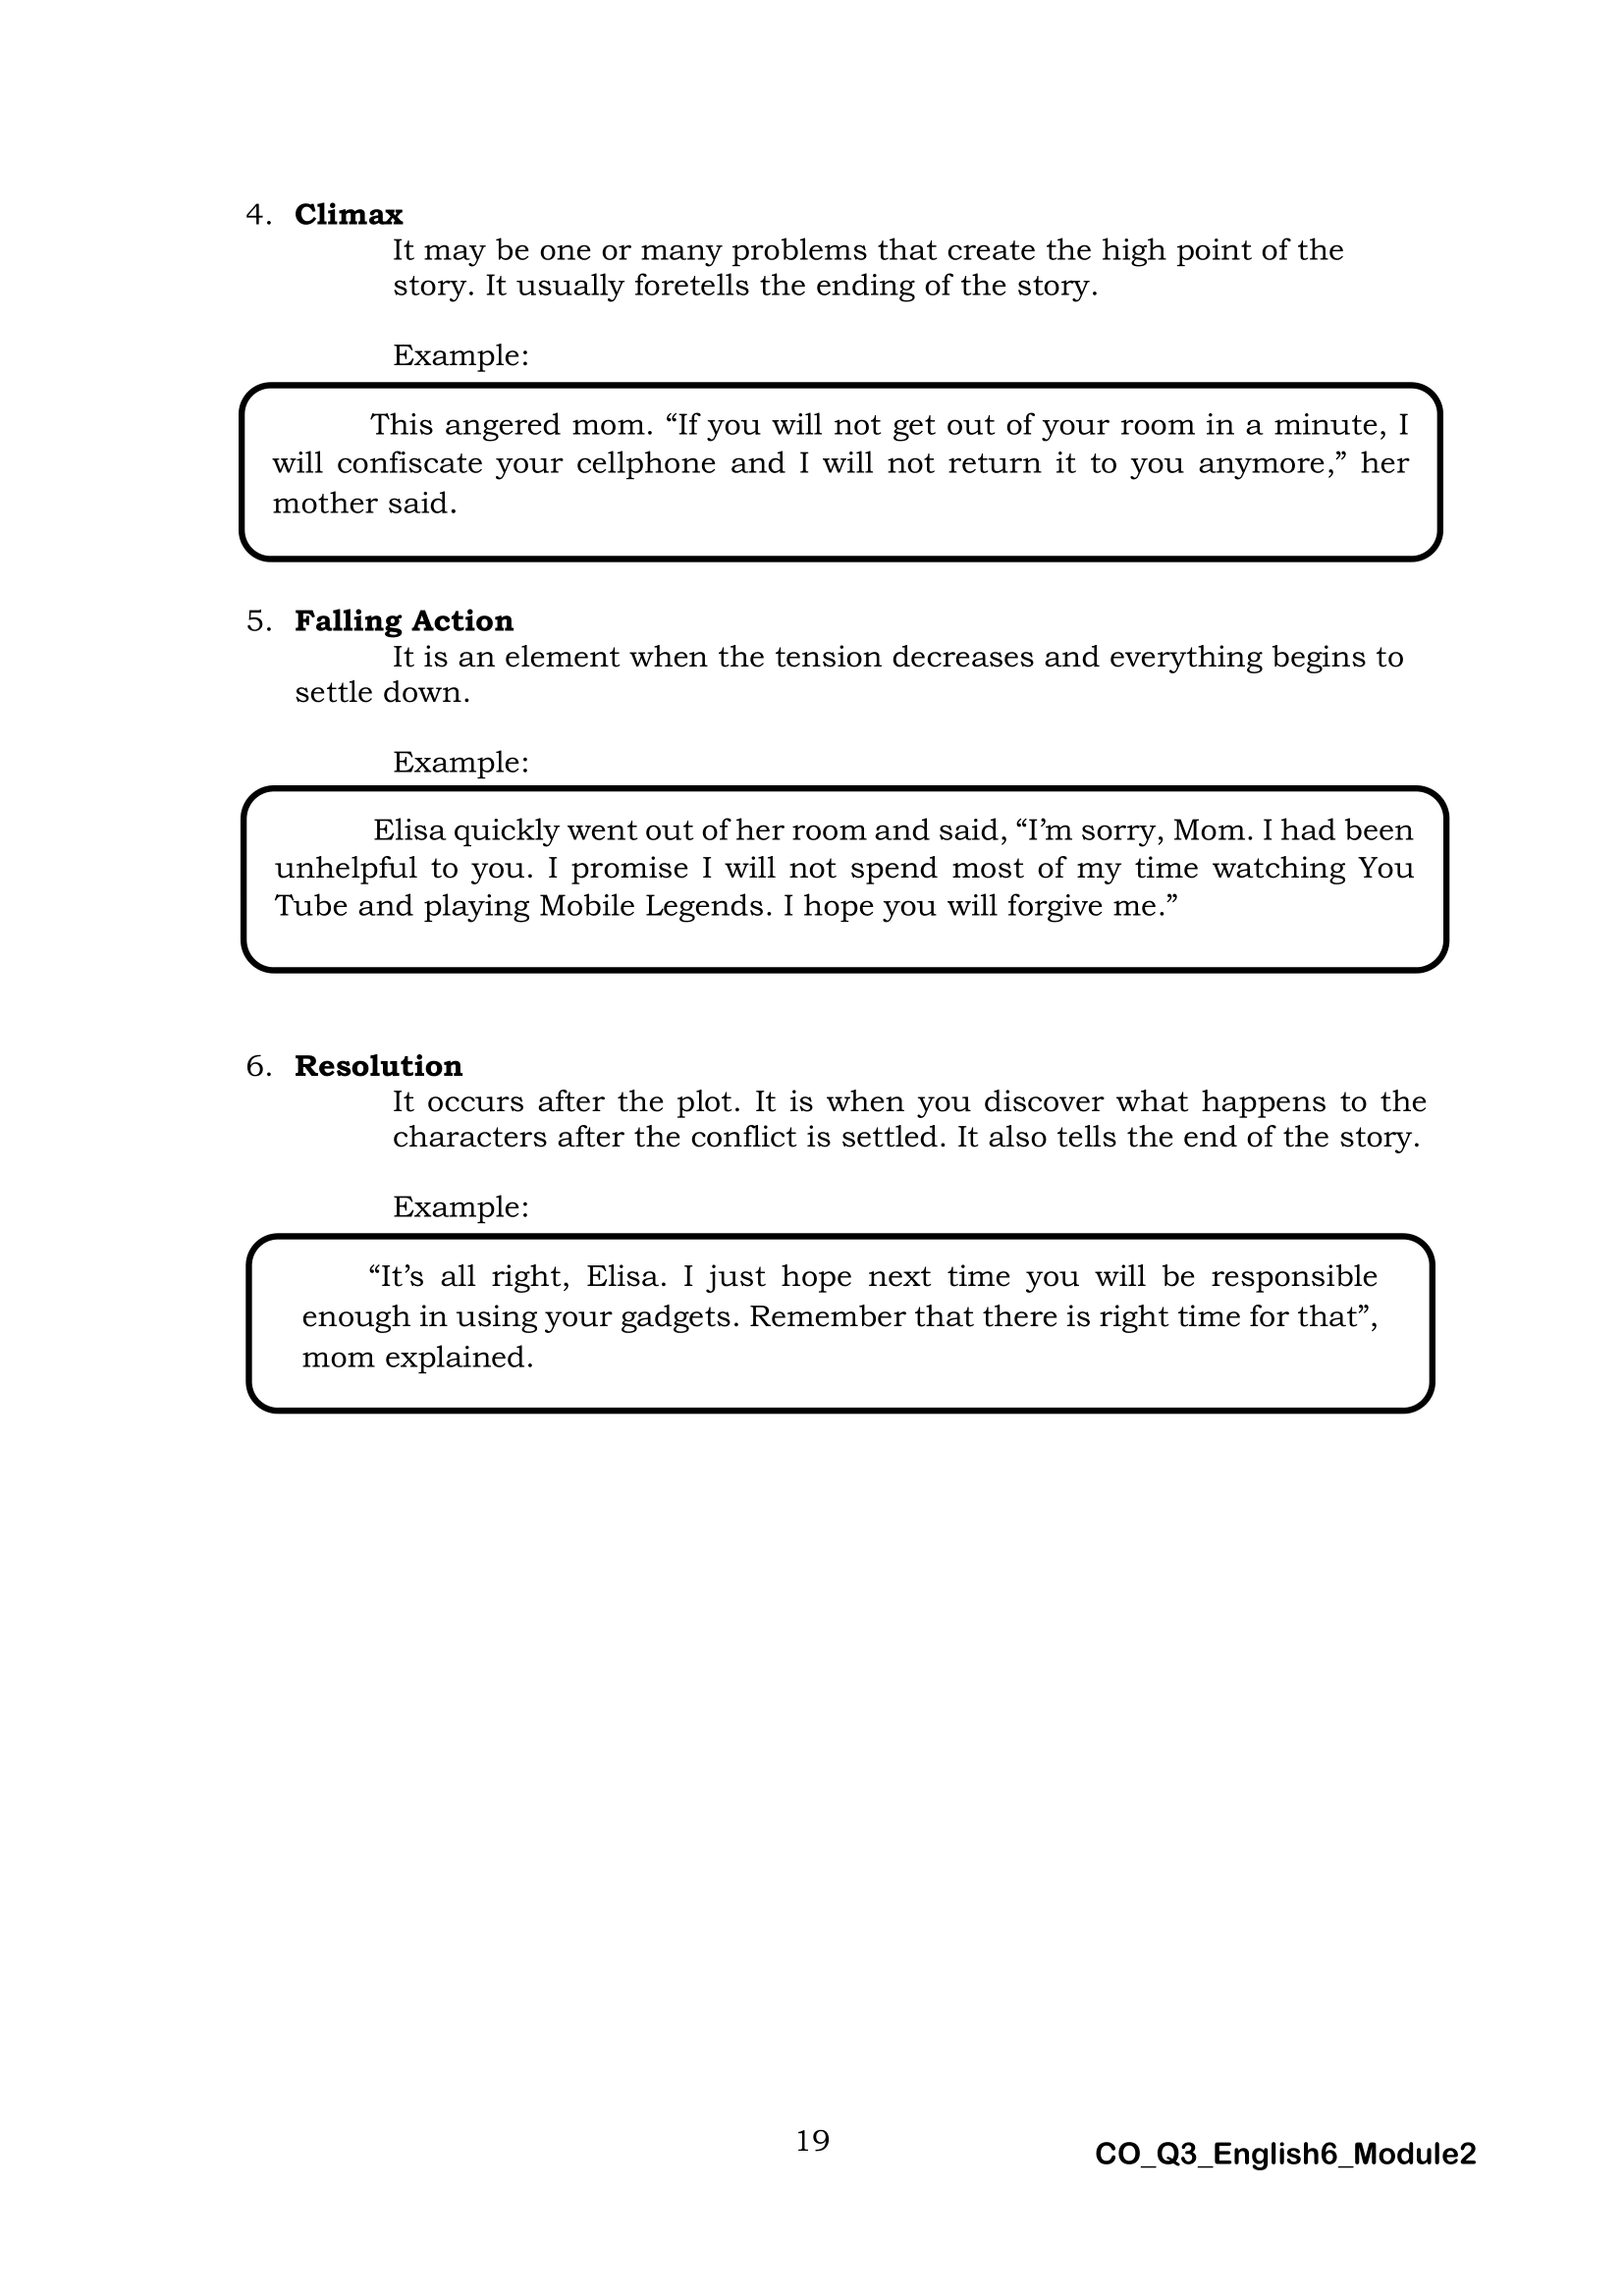 4. Climax
It may be one or many problems that create the high point of the
story. It usually foretells the ending of the story.
Example:
This angered mom. “If you will not get out of your room in a minute, I
will confiscate your cellphone and I will not return it to you anymore,” her
mother said.
5. Falling Action
It is an element when the tension decreases and everything begins to
settle down.
Example:
Elisa quickly went out of her room and said, “I’m sorry, Mom. I had been
unhelpful to you. I promise I will not spend most of my time watching You
Tube and playing Mobile Legends. I hope you will forgive me.”
6. Resolution
It occurs after the plot. It is when you discover what happens to the
characters after the conflict is settled. It also tells the end of the story.
Example:
“It’s all right, Elisa. I just hope next time you will be responsible
enough in using your gadgets. Remember that there is right time for that”,
mom explained.
19
CO_Q3_English6_Module2